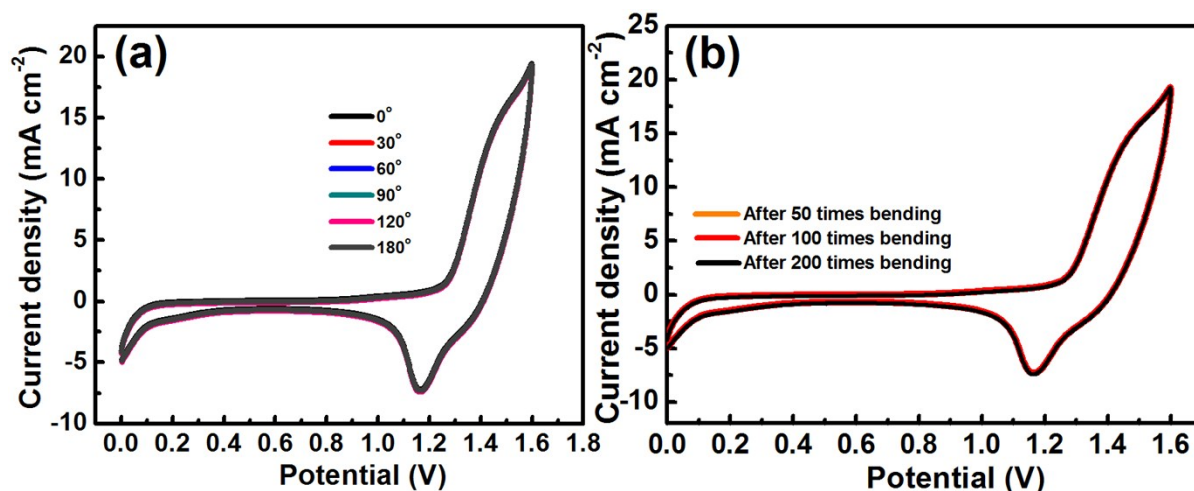 (a)
Current density (mA cm-2)
20
15
10
5
0
-5
-10
0°
30°
60°
90°
120°
180°
0.0 0.2 0.4 0.6 0.8 1.0 1.2 1.4 1.6 1.8
Potential (V)
(b)
Current density (mA cm-2)
25
20
15
10
5
0
-5
-10
After 50 times bending
After 100 times bending
After 200 times bending
0.0 0.2 0.4 0.6 0.8 1.0 1.2 1.4 1.6
Potential (V)